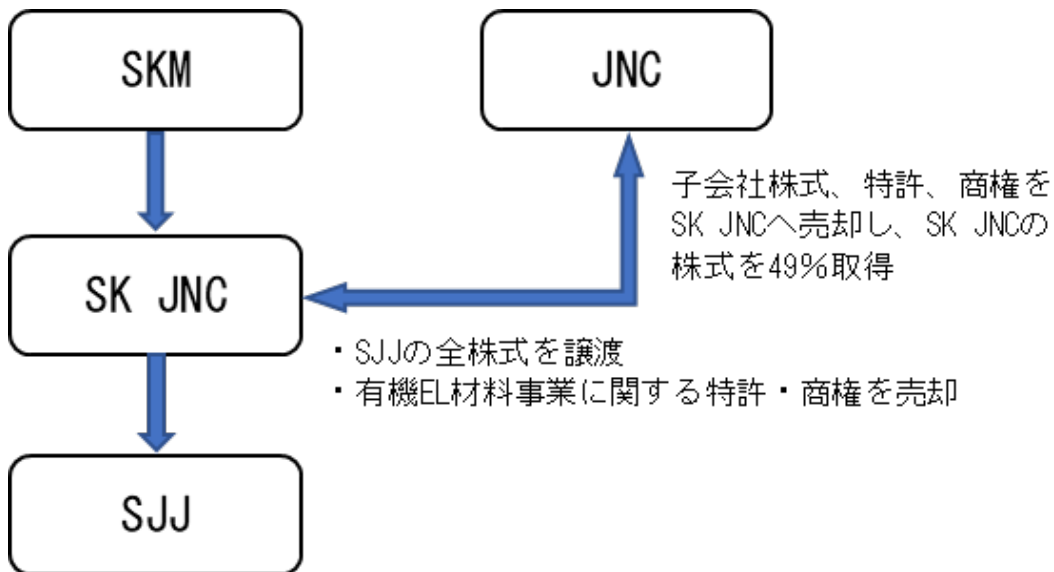 SKM
JNC
子会社株式、特許、商権を
SK JNCへ売却し、SK JNCの
株式を49％取得
SK JNC
・SJJの全株式を譲渡
・有機EL材料事業に関する特許・商権を売却
SJJ